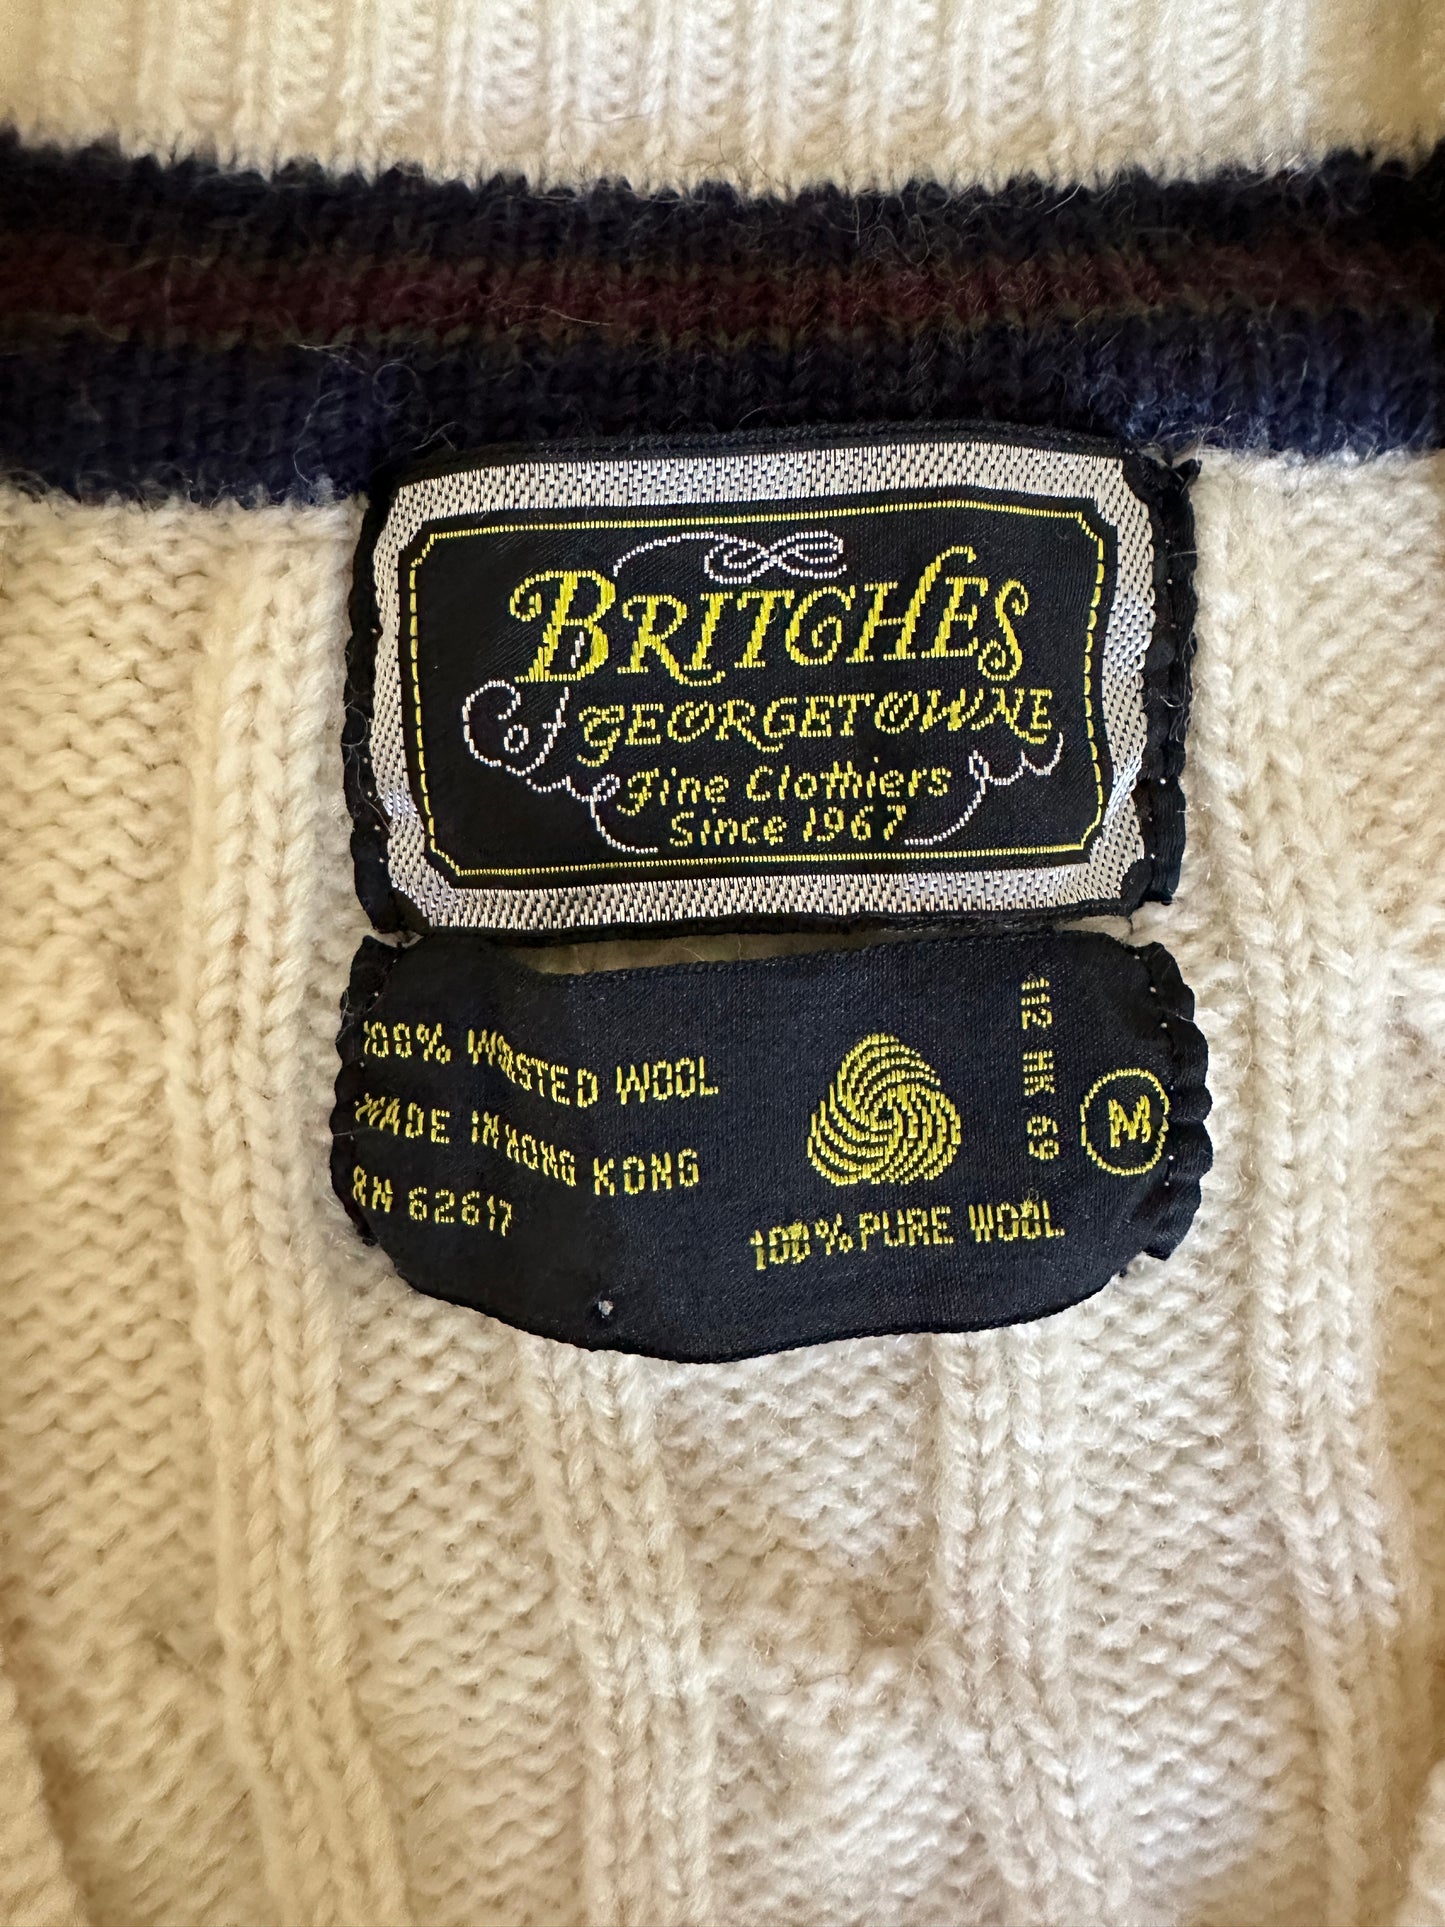 BRITCHES
of GEORGETOWNE
Fine Clothiers
Since 1967
100% WORSTED WOOL
MADE IN HONG KONG
RN 62617
100% PURE WOOL
112 HK 69
M